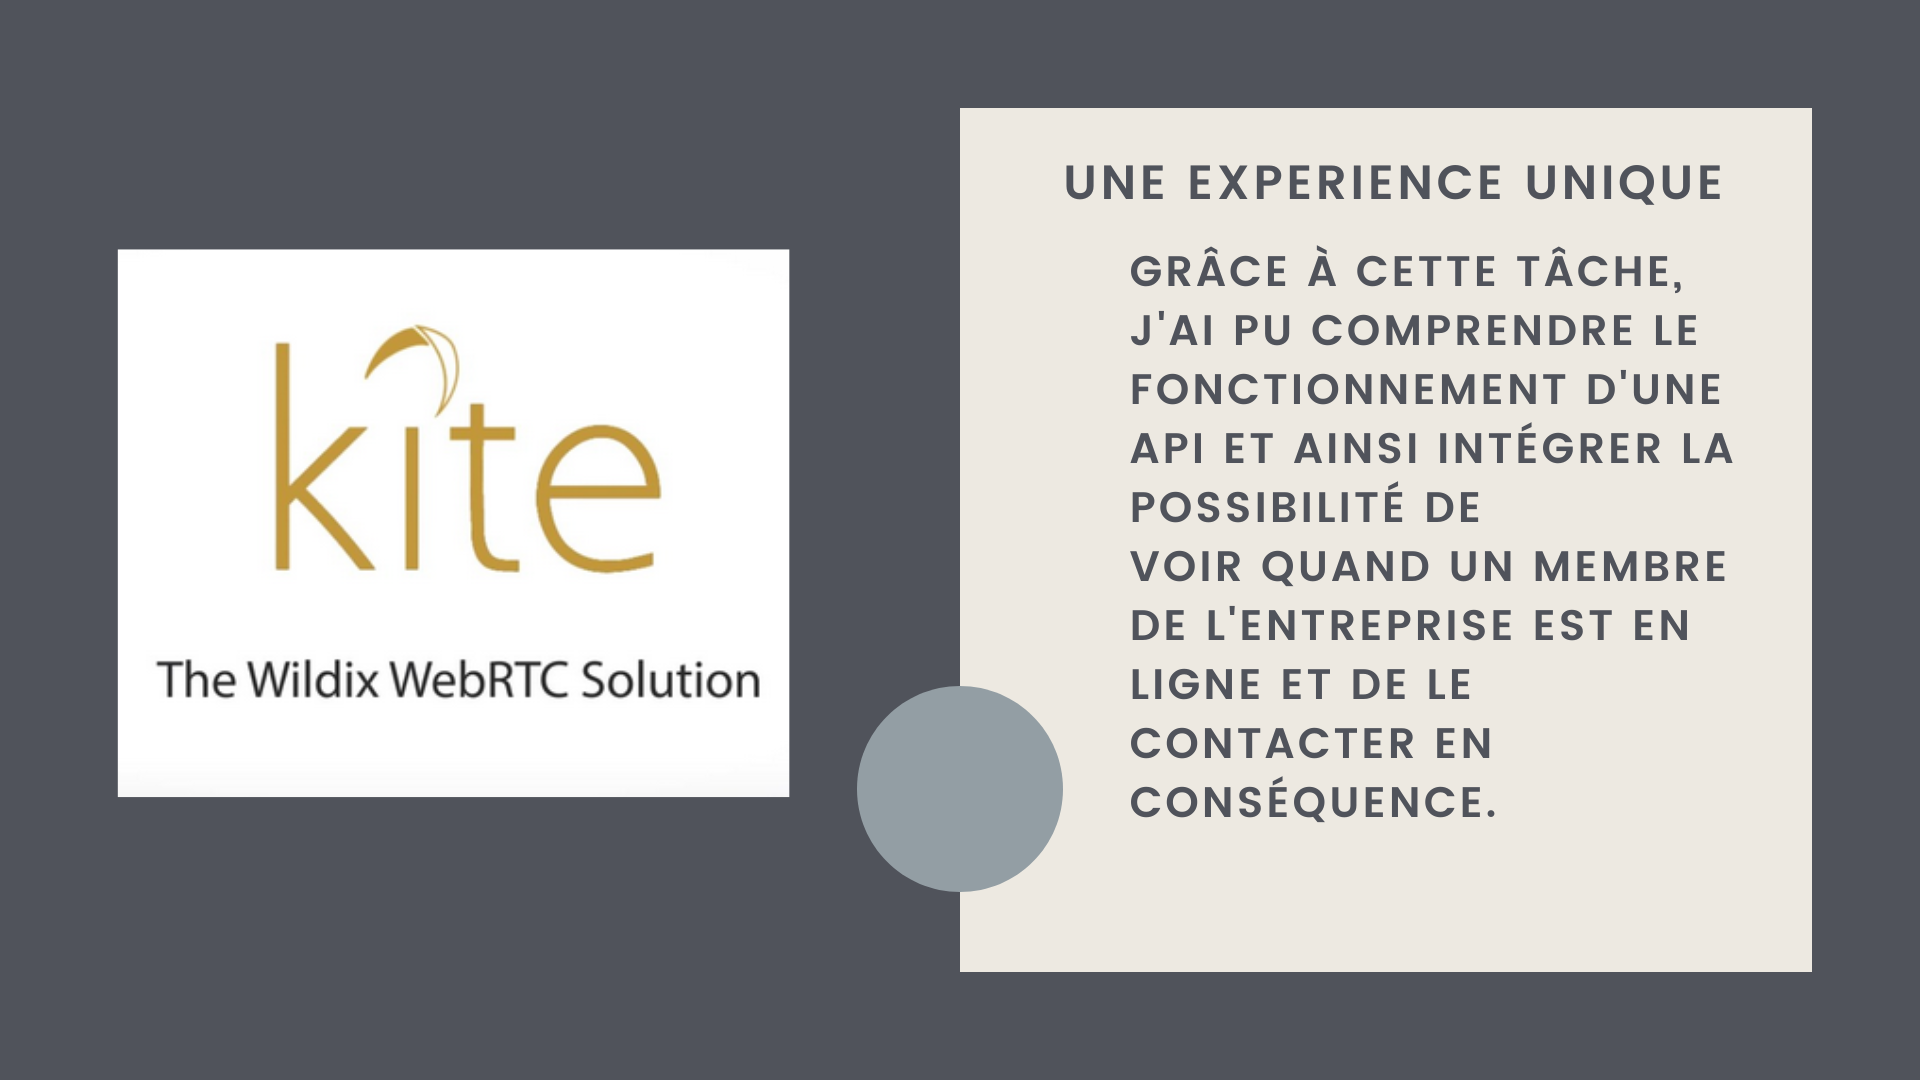 kite
The Wildix WebRTC Solution
UNE EXPERIENCE UNIQUE
GRÂCE À CETTE TÂCHE,
J'AI PU COMPRENDRE LE
FONCTIONNEMENT D'UNE
API ET AINSI INTÉGRER LA
POSSIBILITÉ DE
VOIR QUAND UN MEMBRE
DE L'ENTREPRISE EST EN
LIGNE ET DE LE
CONTACTER EN
CONSÉQUENCE.